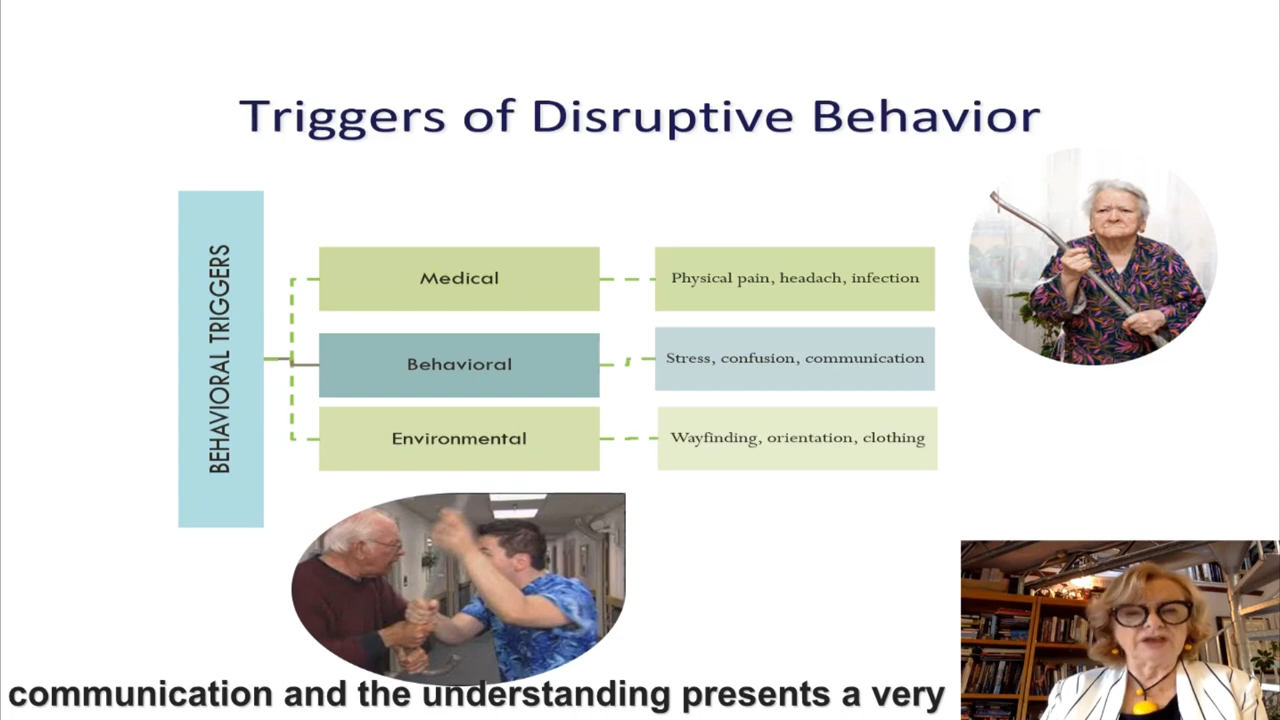 Triggers of Disruptive Behavior
BEHAVIORAL TRIGGERS
Medical
Physical pain, headach, infection
Behavioral
Stress, confusion, communication
Environmental
Wayfinding, orientation, clothing
communication and the understanding presents a very